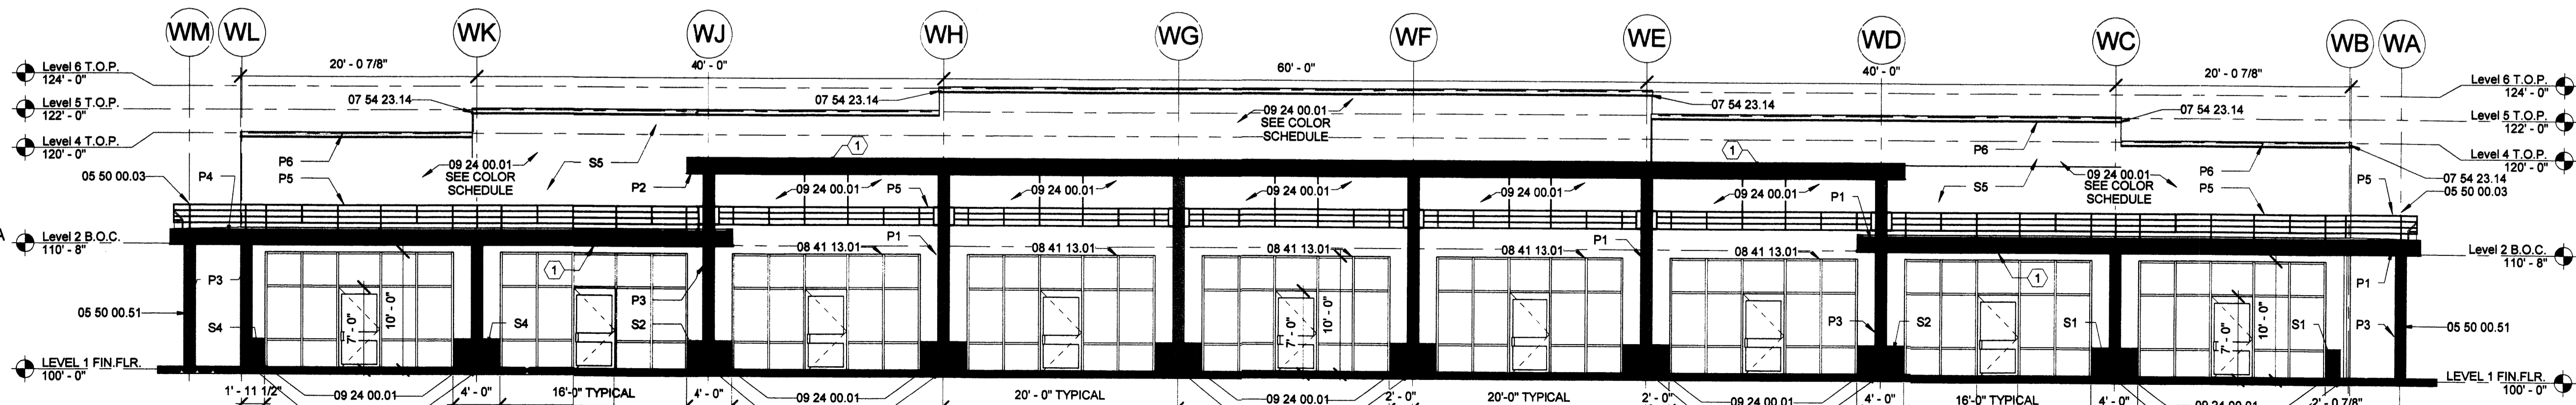 WM WL WK WJ WH WG WF WE WD WC WB WA
20' - 0 7/8" 40' - 0" 60' - 0" 40' - 0" 20' - 0 7/8"
Level 6 T.O.P.
124' - 0"
Level 5 T.O.P.
122' - 0"
Level 4 T.O.P.
120' - 0"
Level 6 T.O.P.
124' - 0"
Level 5 T.O.P.
122' - 0"
Level 4 T.O.P.
120' - 0"
07 54 23.14 07 54 23.14 07 54 23.14 07 54 23.14
09 24 00.01
SEE COLOR
SCHEDULE
P6 S5 1 1 P6
09 24 00.01
SEE COLOR
SCHEDULE
09 24 00.01
SEE COLOR
SCHEDULE
05 50 00.03 P4 P5 P2 P5 S5 P6 P5 P5
07 54 23.14
05 50 00.03
09 24 00.01 09 24 00.01 09 24 00.01 09 24 00.01 09 24 00.01
P1
Level 2 B.O.C.
110' - 8"
A
P1 P1
Level 2 B.O.C.
110' - 8"
08 41 13.01 08 41 13.01 08 41 13.01 08 41 13.01 08 41 13.01
1 1
P3 P3 P1
05 50 00.51 S4 S4 S2 P3 S2 S1 S1 P3 05 50 00.51
7' - 0" 10' - 0" 7' - 0" 10' - 0" 7' - 0" 10' - 0"
LEVEL 1 FIN.FLR.
100' - 0"
LEVEL 1 FIN.FLR.
100' - 0"
1' - 11 1/2" 09 24 00.01 4' - 0" 16'-0" TYPICAL 4' - 0" 09 24 00.01 20' - 0" TYPICAL 09 24 00.01 2' - 0" 20'-0" TYPICAL 2' - 0" 09 24 00.01 4' - 0" 16'-0" TYPICAL 4' - 0" 09 24 00.01 2' - 0 7/8"